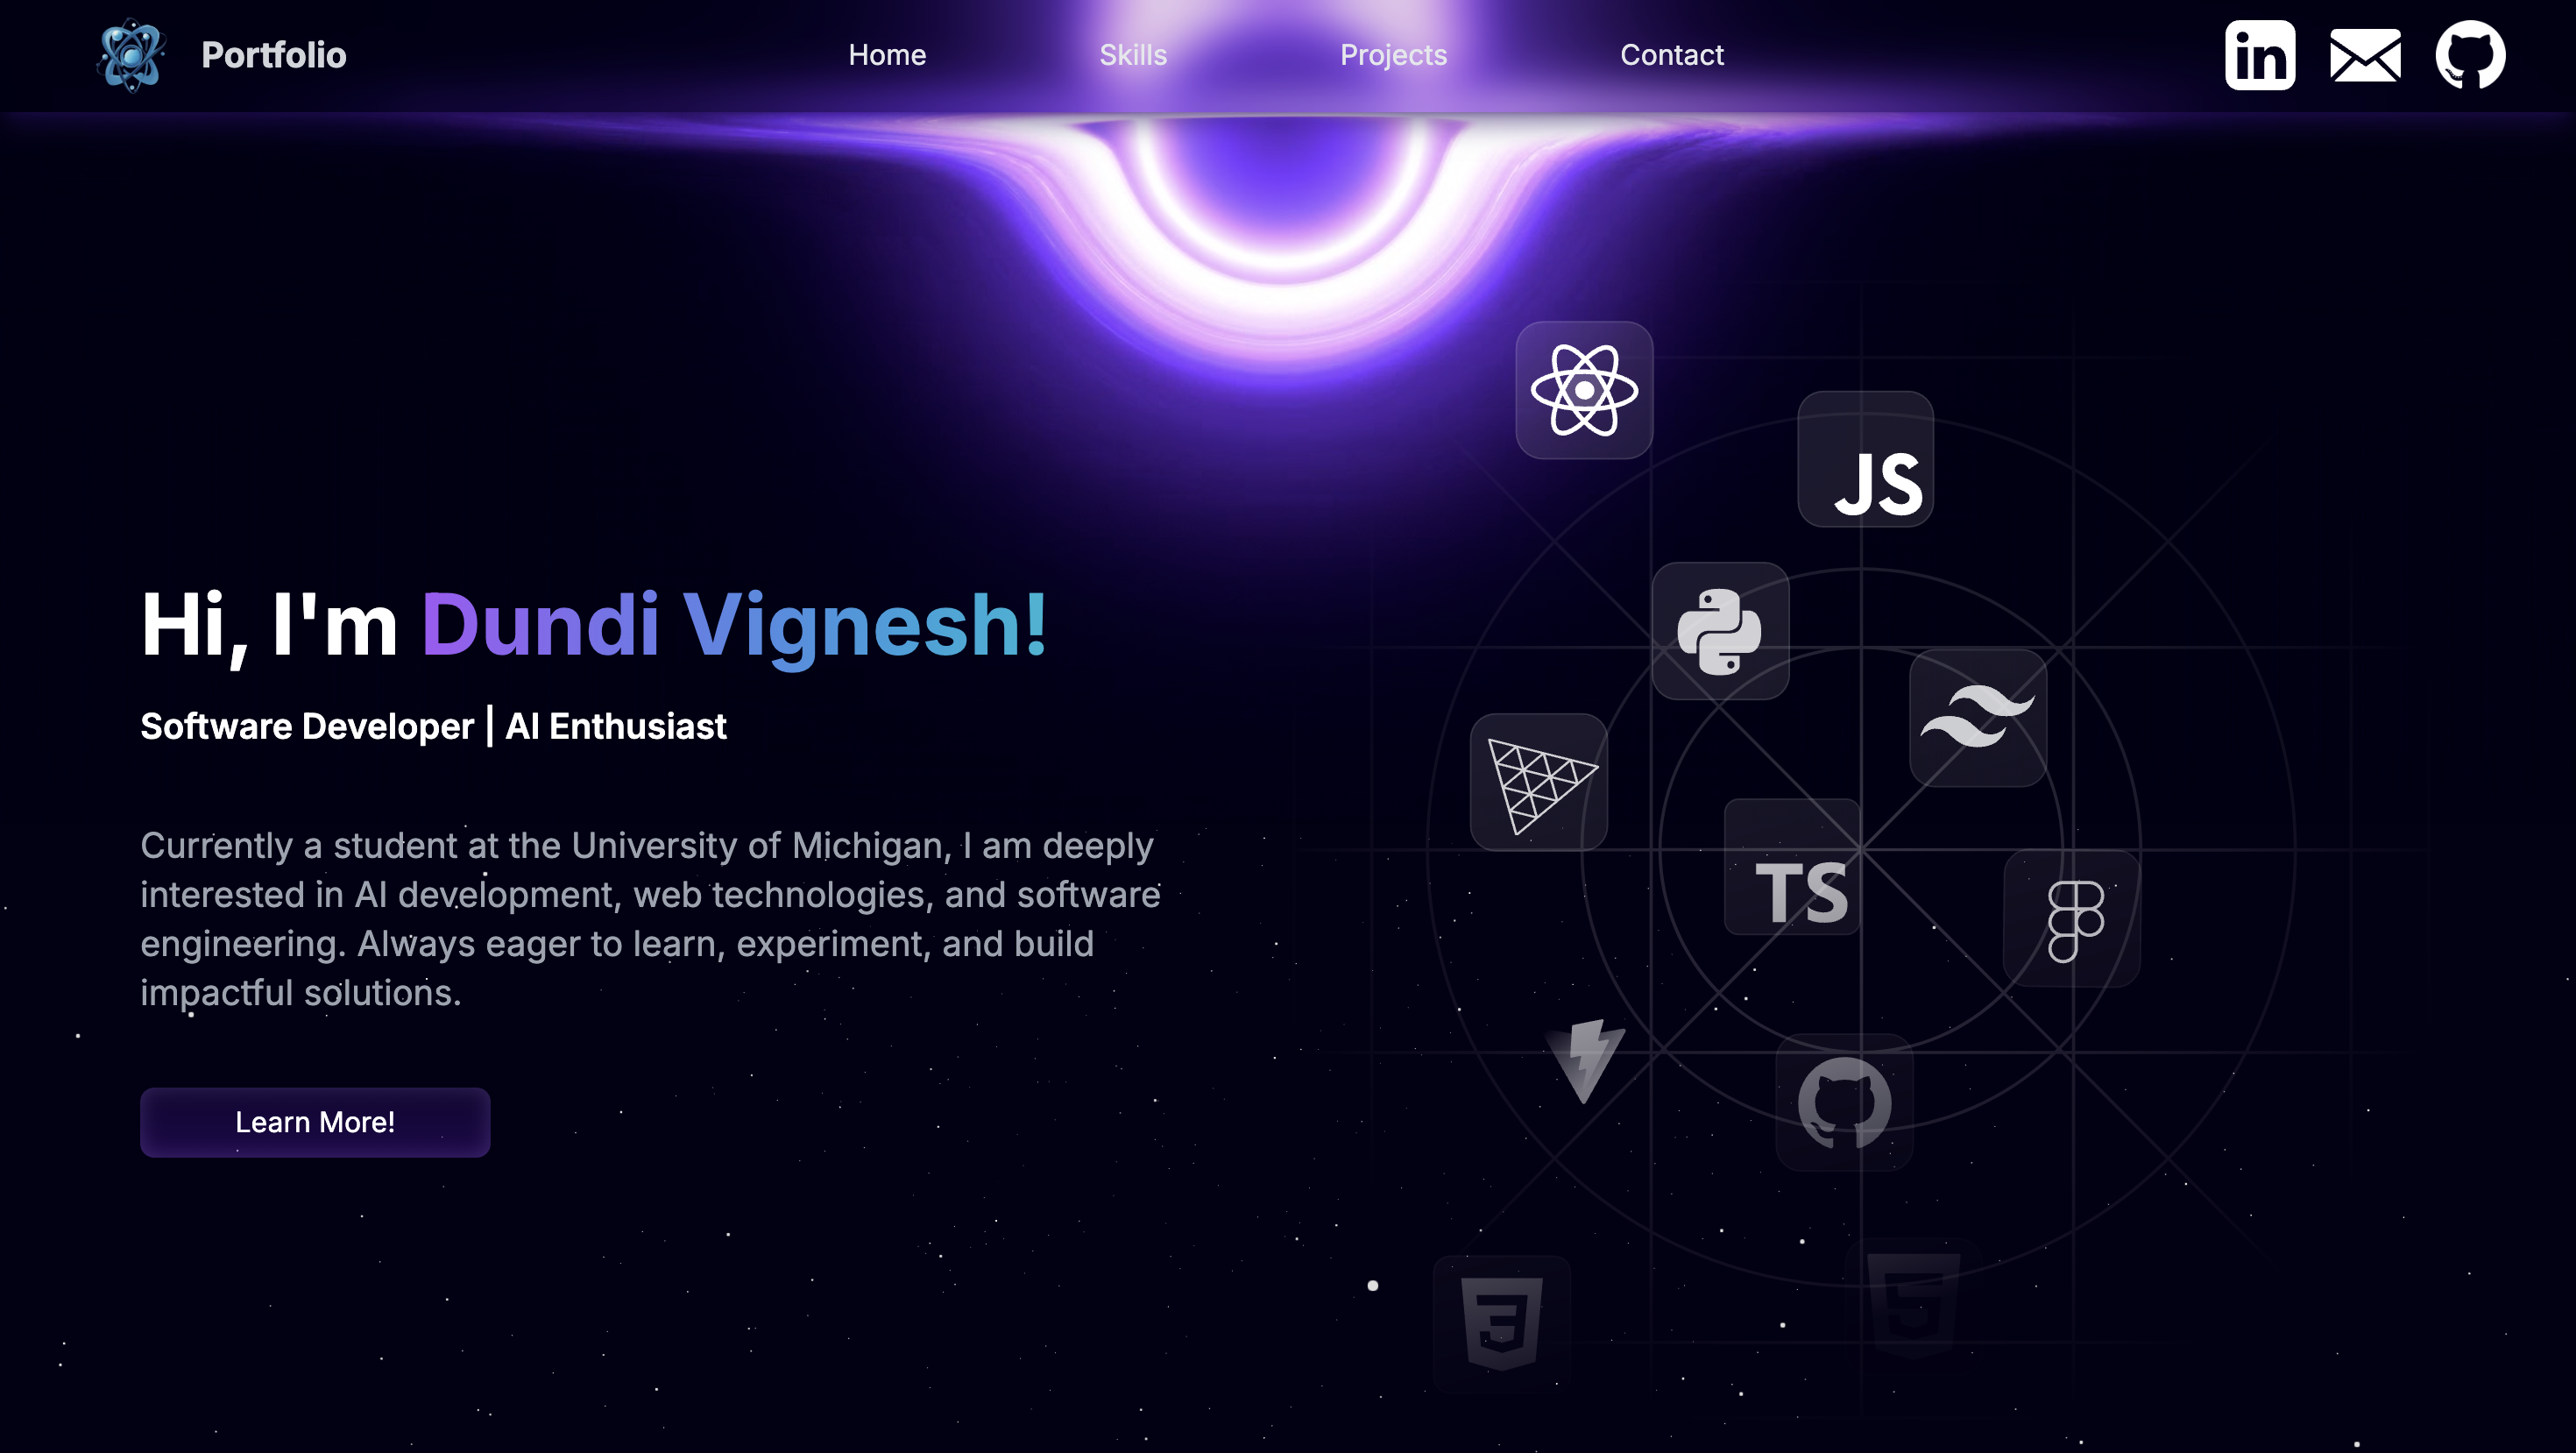 Portfolio
Home
Skills
Projects
Contact
in
JS
Hi, I'm Dundi Vignesh!
Software Developer | AI Enthusiast
TS
Currently a student at the University of Michigan, I am deeply
interested in AI development, web technologies, and software
engineering. Always eager to learn, experiment, and build
impactful solutions.
Learn More!
3
5